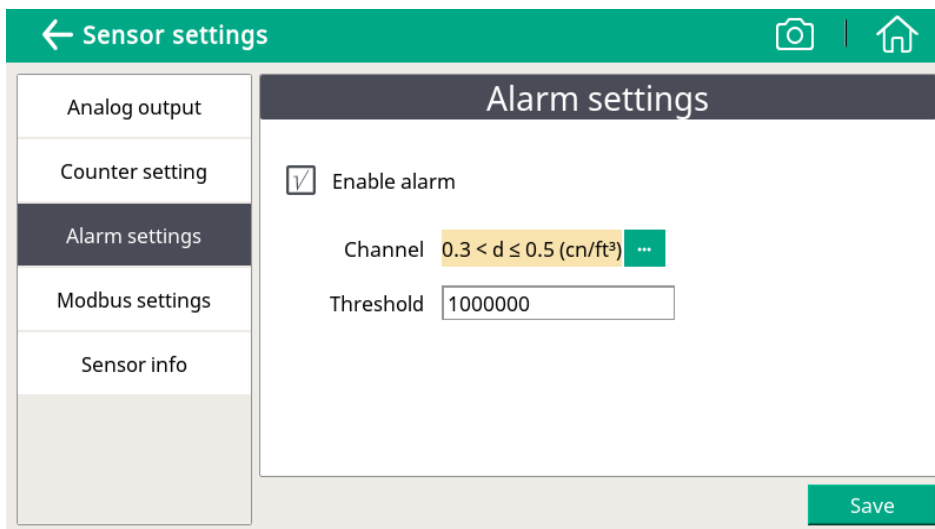 Sensor settings
Analog output
Counter setting
Alarm settings
Modbus settings
Sensor info
Alarm settings
Enable alarm
Channel 0.3 < d ≤ 0.5 (cn/ft³) ...
Threshold 1000000
Save